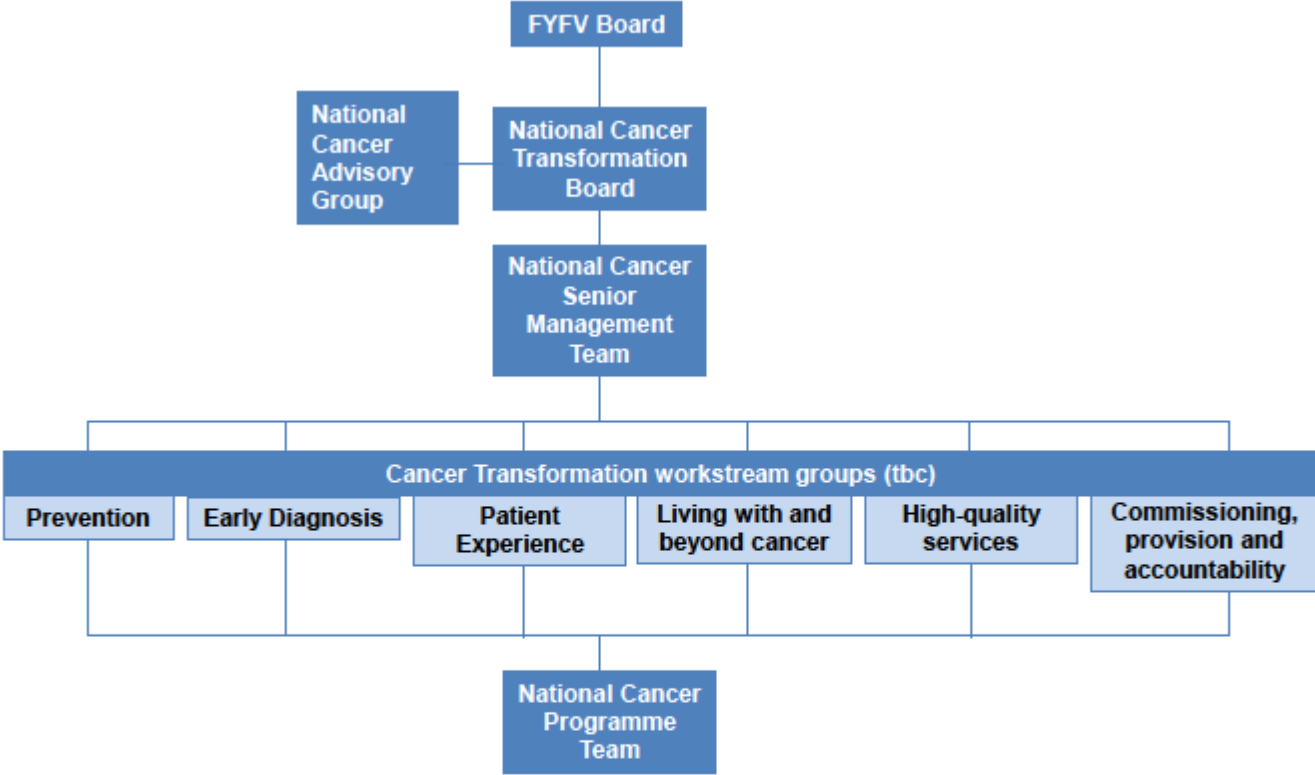 FYFV Board
National
Cancer
Advisory
Group
National Cancer
Transformation
Board
National Cancer
Senior
Management
Team
Cancer Transformation workstream groups (tbc)
Prevention
Early Diagnosis
Patient
Experience
Living with and
beyond cancer
High-quality
services
Commissioning,
provision and
accountability
National Cancer
Programme
Team